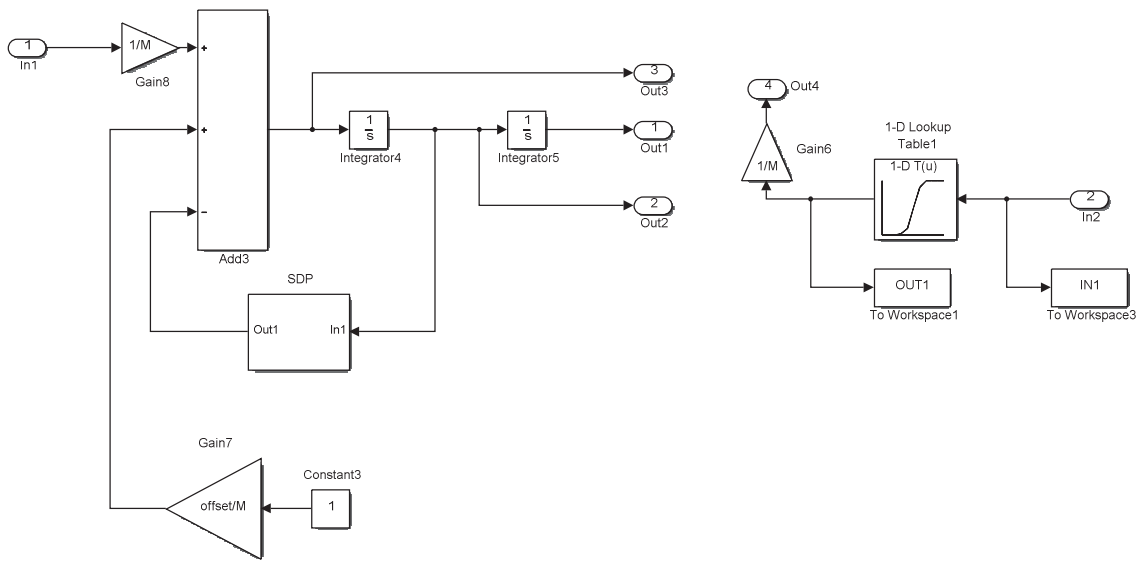 1
In1
1/M
Gain8
+
+
−
Add3
1
s
Integrator4
1
s
Integrator5
3
Out3
1
Out1
2
Out2
SDP
Out1
In1
Gain7
offset/M
Constant3
1
4
Out4
1/M
Gain6
1-D Lookup
Table1
1-D T(u)
2
In2
OUT1
To Workspace1
IN1
To Workspace3